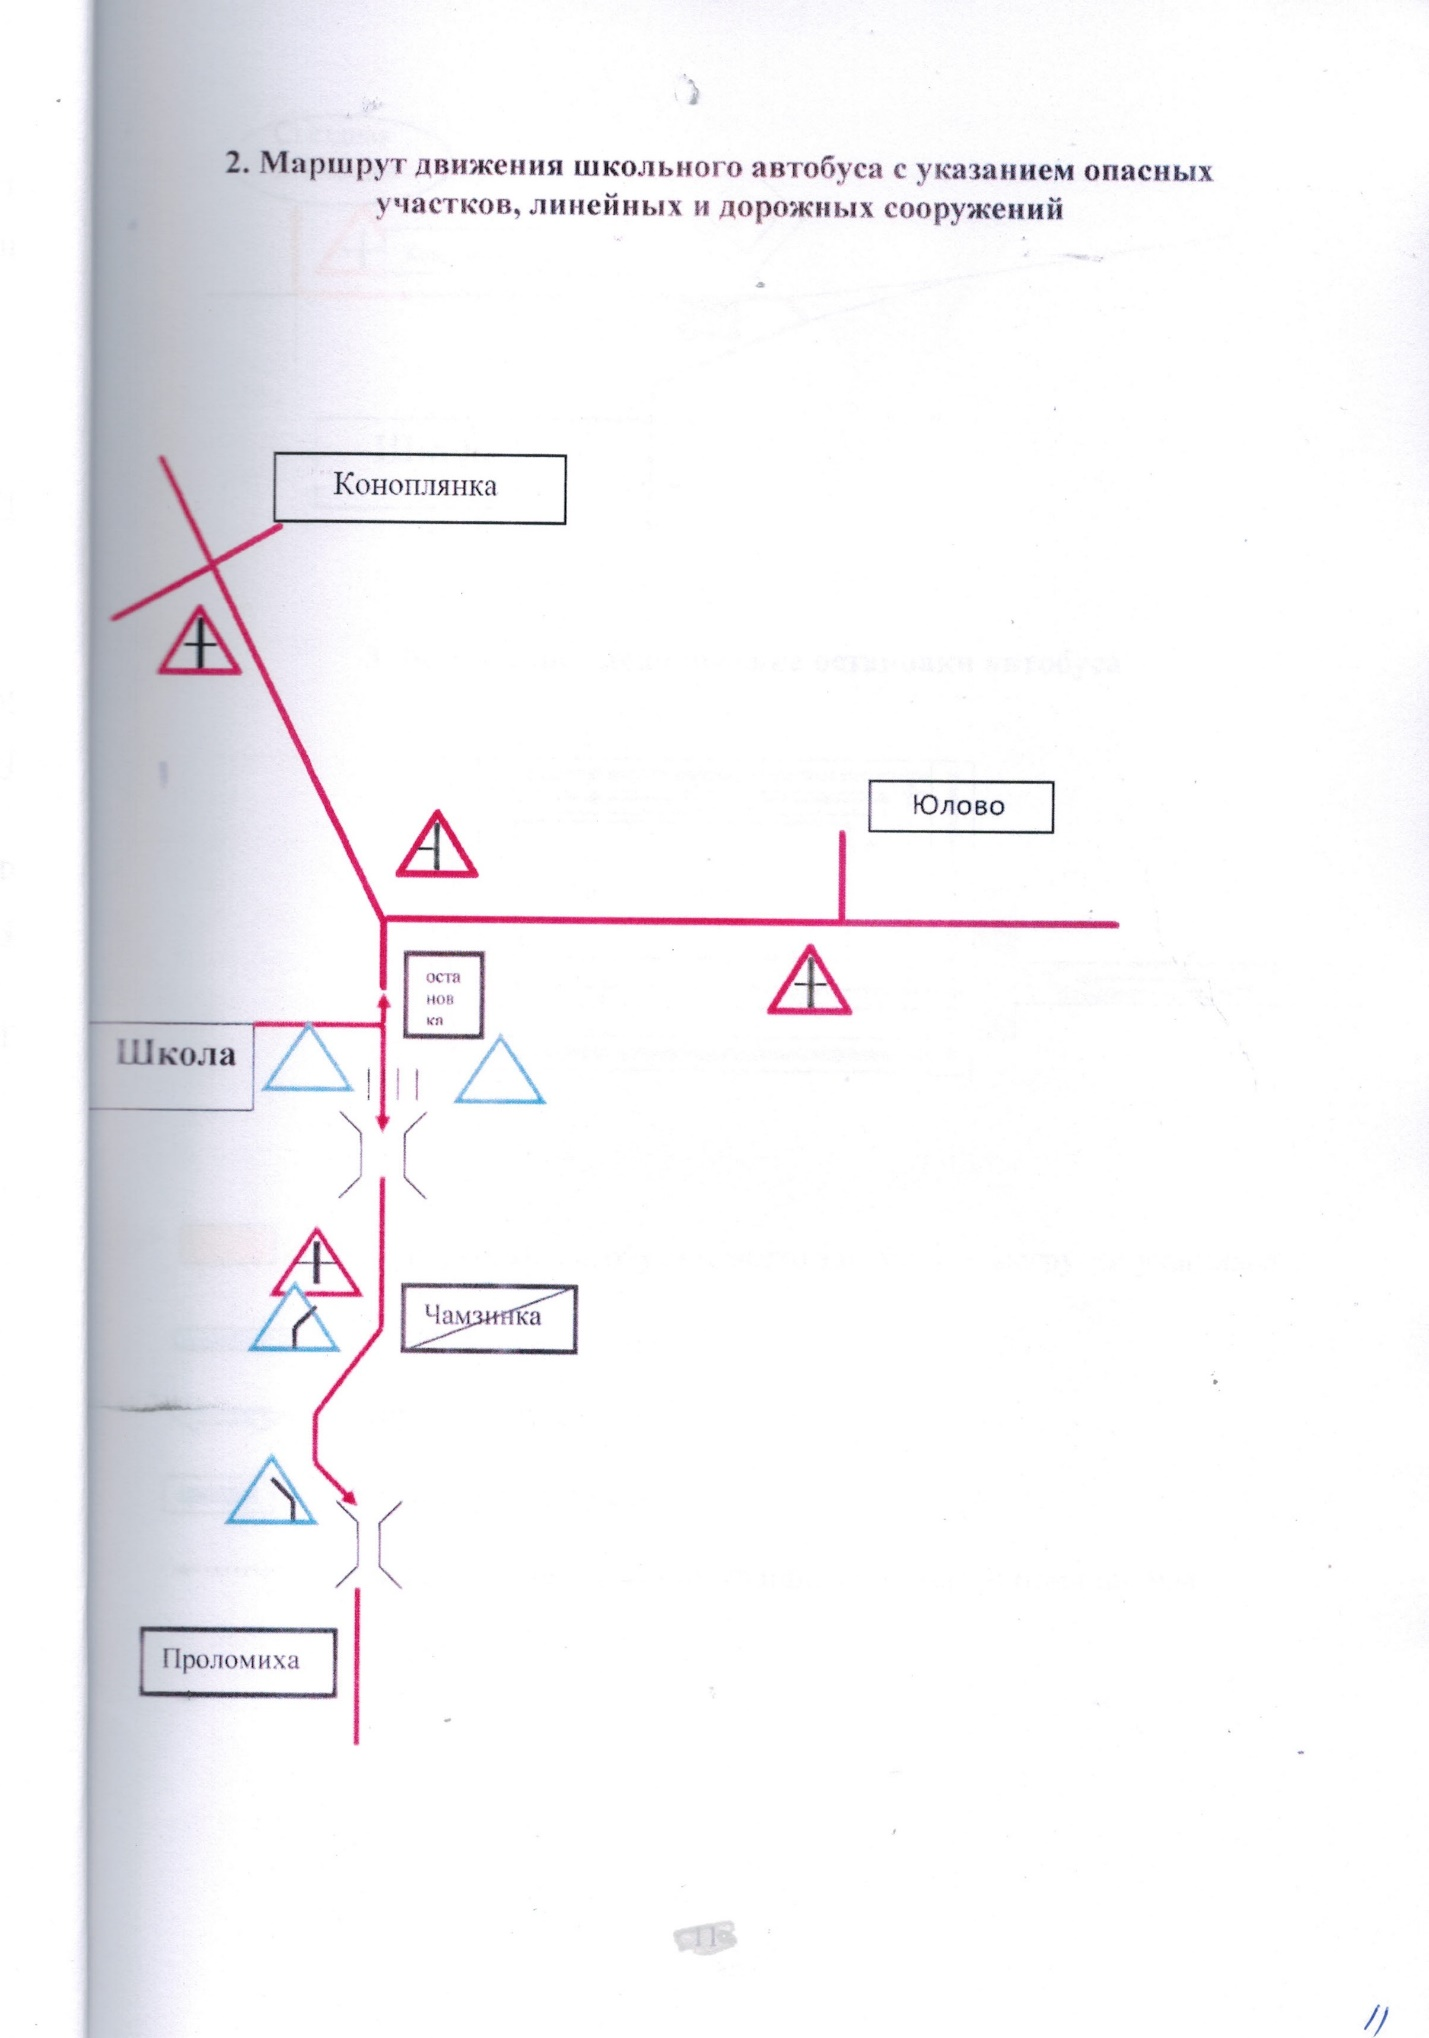 2. Маршрут движения школьного автобуса с указанием опасных
участков, линейных и дорожных сооружений
Коноплянка
Юлово
оста
нов
ка
Школа
Чамзинка
Проломиха
11